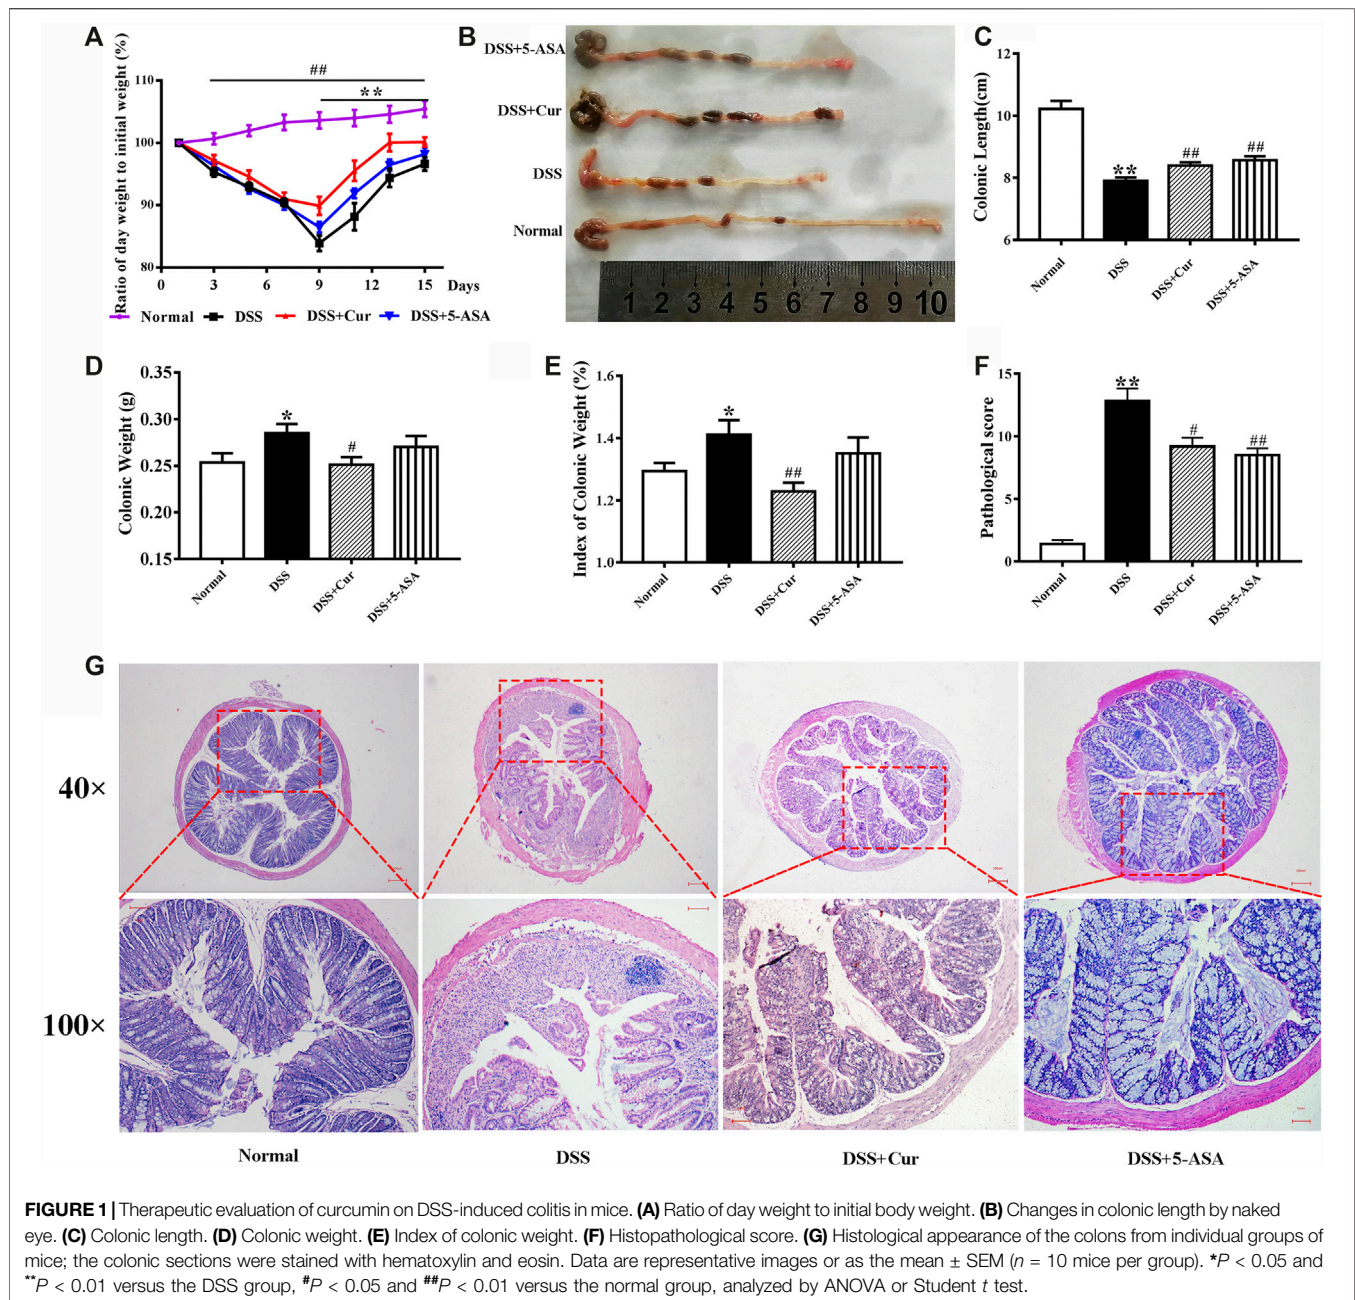 A
Ratio of day weight to initial weight (%)
110
100
90
80
##
**
0 3 6 9 12 15 Days
Normal DSS DSS+Cur DSS+5-ASA
B
DSS+5-ASA
DSS+Cur
DSS
Normal
1 2 3 4 5 6 7 8 9 10
C
Colonic Length(cm)
12
10
8
6
**
##
##
Normal DSS DSS+Cur DSS+5-ASA
D
Colonic Weight (g)
0.35
0.30
0.25
0.20
0.15
*
#
Normal DSS DSS+Cur DSS+5-ASA
E
Index of Colonic Weight (%)
1.6
1.4
1.2
1.0
*
##
Normal DSS DSS+Cur DSS+5-ASA
F
Pathological score
15
10
5
0
**
#
##
Normal DSS DSS+Cur DSS+5-ASA
G
40×
100×
Normal DSS DSS+Cur DSS+5-ASA
FIGURE 1 | Therapeutic evaluation of curcumin on DSS-induced colitis in mice. (A) Ratio of day weight to initial body weight. (B) Changes in colonic length by naked
eye. (C) Colonic length. (D) Colonic weight. (E) Index of colonic weight. (F) Histopathological score. (G) Histological appearance of the colons from individual groups of
mice; the colonic sections were stained with hematoxylin and eosin. Data are representative images or as the mean ± SEM (n = 10 mice per group). *P < 0.05 and
**P < 0.01 versus the DSS group, #P < 0.05 and ##P < 0.01 versus the normal group, analyzed by ANOVA or Student t test.